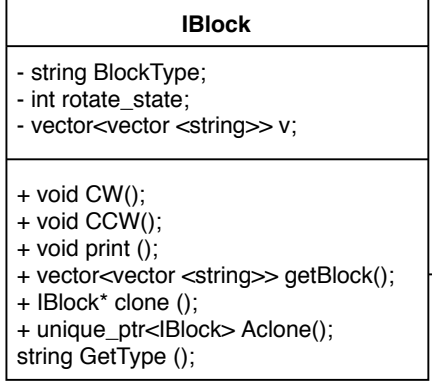 IBlock
- string BlockType;
- int rotate_state;
- vector<vector <string>> v;
+ void CW();
+ void CCW();
+ void print ();
+ vector<vector <string>> getBlock();
+ IBlock* clone ();
+ unique_ptr<IBlock> Aclone();
string GetType ();